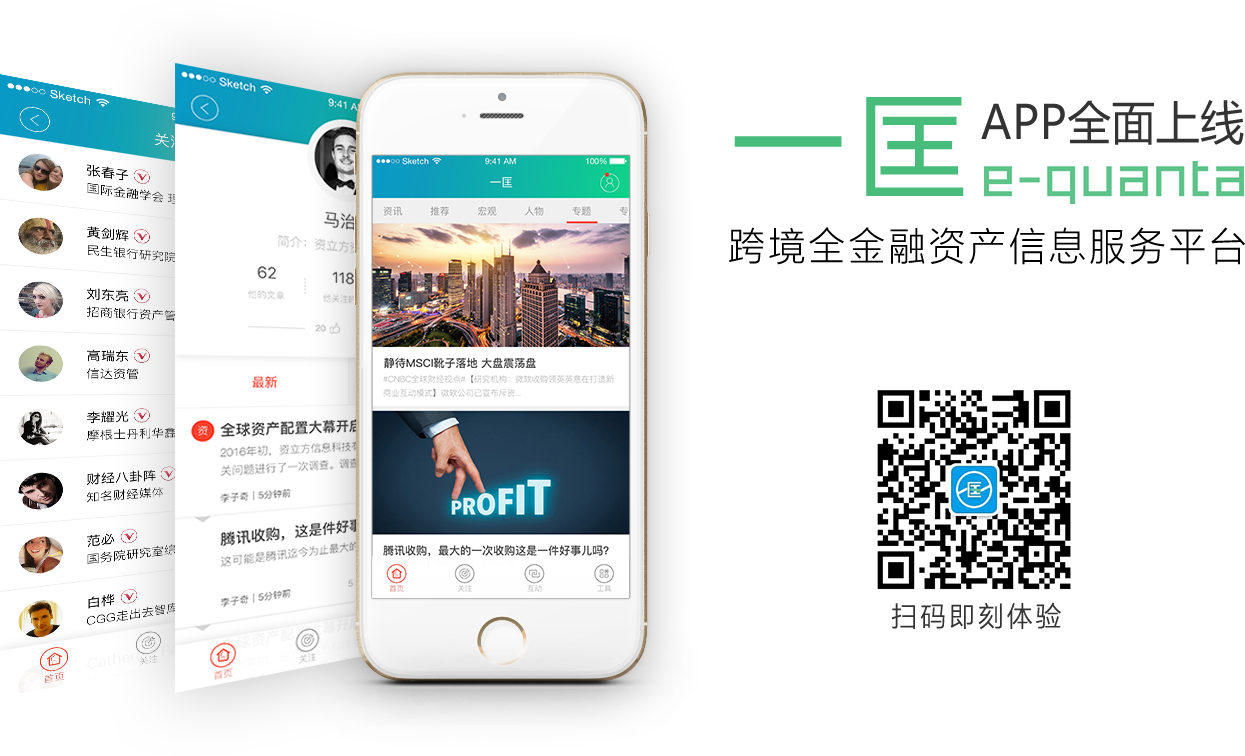 Sketch
关
张春子
国际金融学会
黄剑辉
民生银行研究院
刘东亮
招商银行资产管
高瑞东
信达资管
李耀光
摩根士丹利华鑫
财经八卦阵
知名财经媒体
范必
国务院研究室综
白桦
CGG走出去智库
首页
关注
Sketch
9:41 AM
马治
简介：资立方资
62
118
他的文章
他关注的
20
最新
资
全球资产配置大幕开启
2016年初，资立方信息科技有
关问题进行了一次调查。调查
李子奇 | 5分钟前
腾讯收购，这是件好事
这可能是腾讯迄今为止最大的
李子奇 | 5分钟前
5
全球资产配置大幕开启
首页
关注
Sketch
9:41 AM
100%
一匡
资讯
推荐
宏观
人物
专题
专
静待MSCI靴子落地 大盘震荡盘
#CNBC全球财经视点#【研究机构：微软收购领英意在打造新
商业互动模式】微软公司已宣布斥资...
PROFIT
腾讯收购，最大的一次收购这是一件好事儿吗?
首页
关注
互动
工具
一匡 APP全面上线
e-quanta
跨境全金融资产信息服务平台
一匡
扫码即刻体验